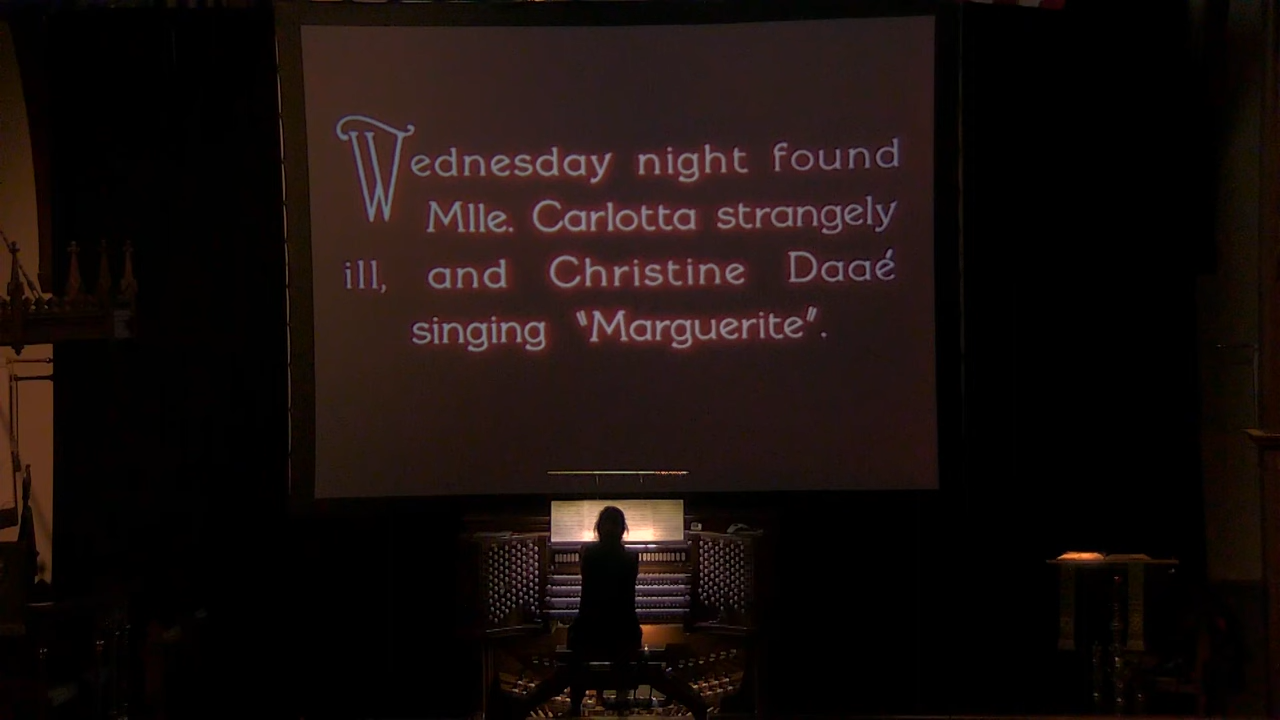 Wednesday night found
Mlle. Carlotta strangely
ill, and Christine Daaé
singing "Marguerite".